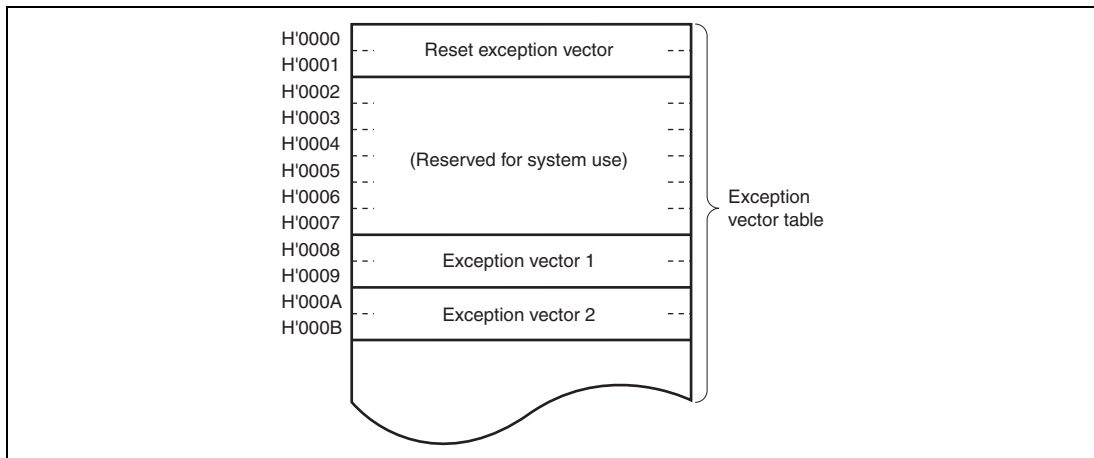 H'0000
H'0001
Reset exception vector
H'0002
H'0003
H'0004
H'0005
H'0006
H'0007
(Reserved for system use)
H'0008
H'0009
Exception vector 1
H'000A
H'000B
Exception vector 2
Exception
vector table